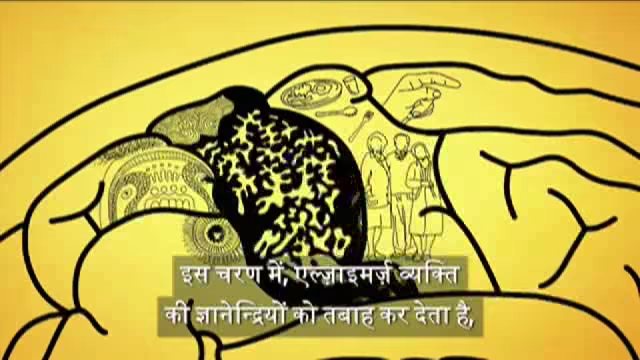 इस चरण में, एल्ज़ाइमर्ज़ व्यक्ति
की ज्ञानेन्द्रियों को तबाह कर देता है,